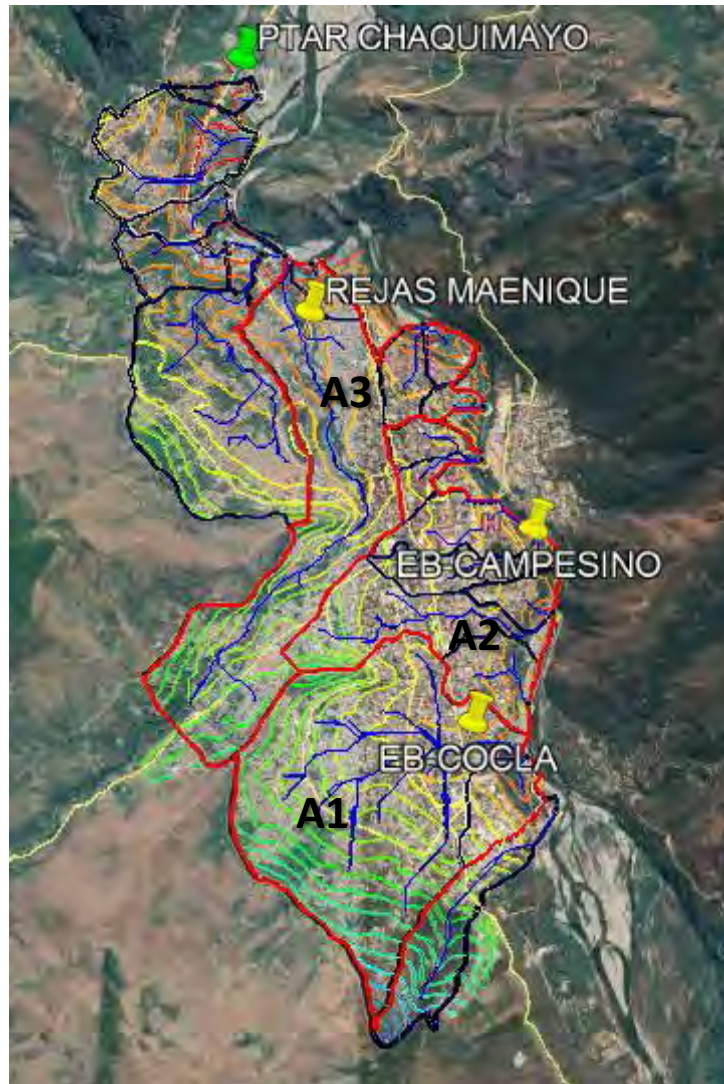 PTAR CHAQUIMAYO
REJAS MAENIQUE
A3
H
EB-CAMPESINO
A2
EB-COCLA
A1